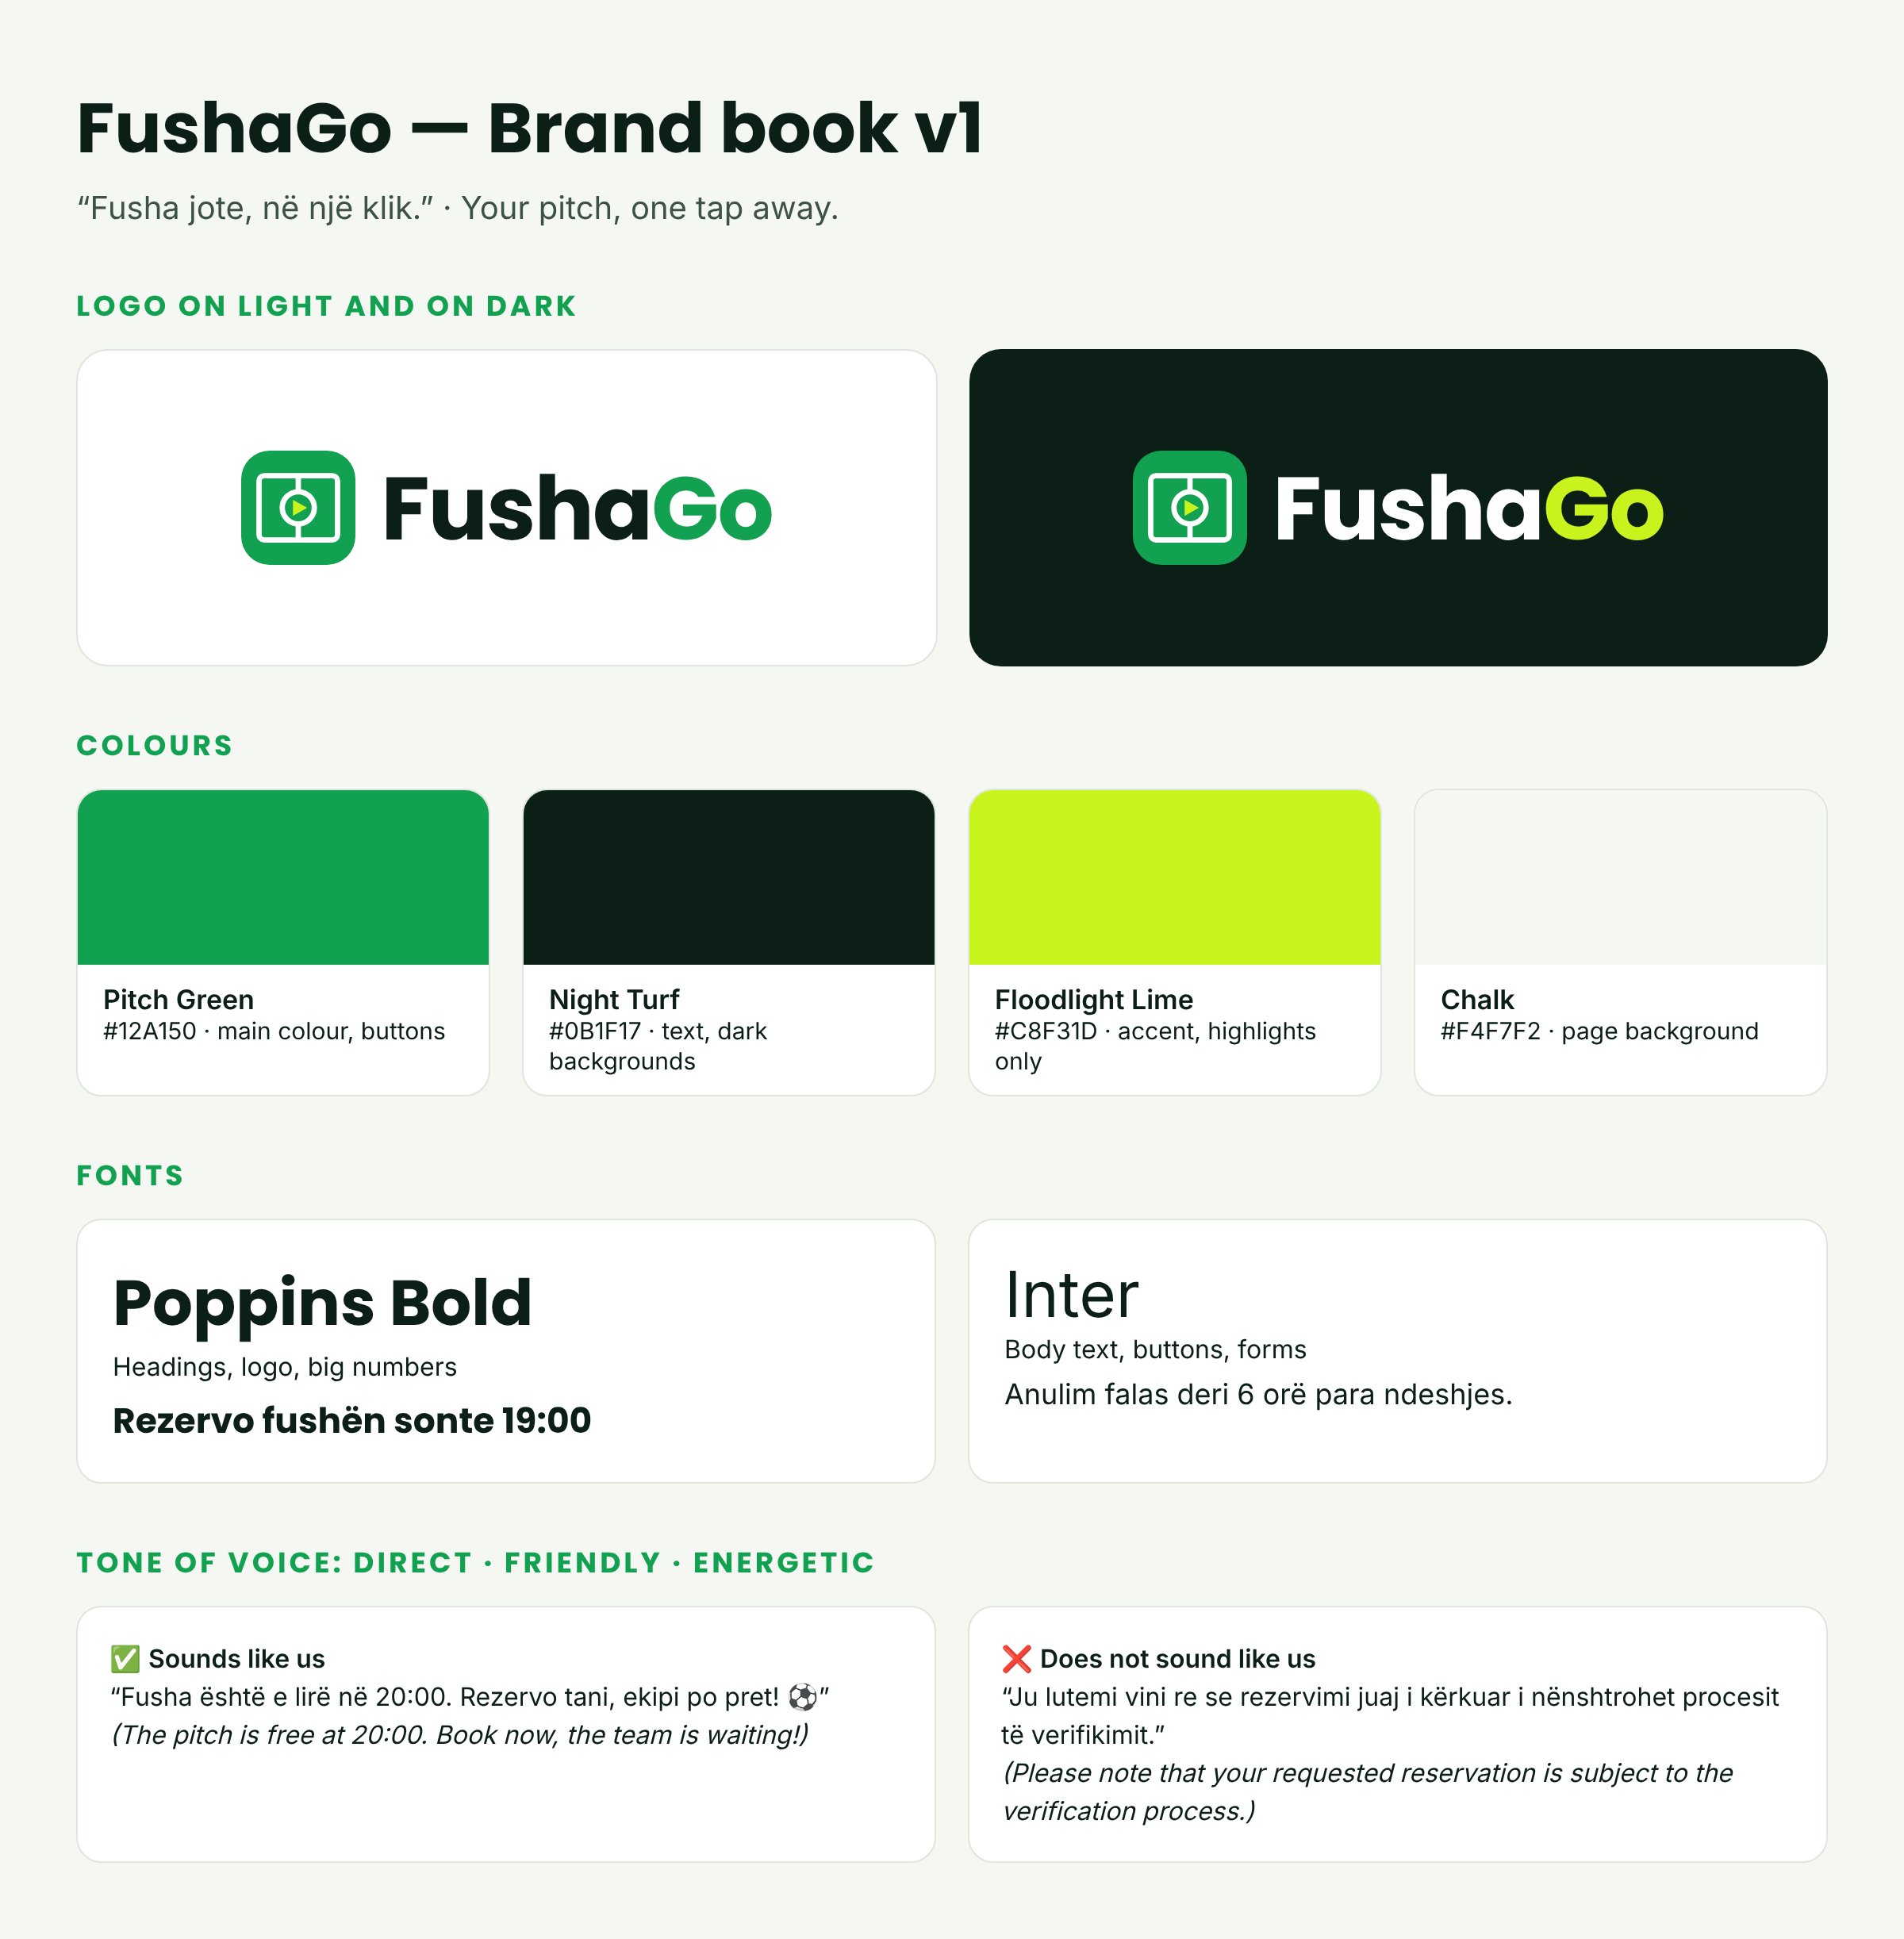 FushaGo — Brand book v1
“Fusha jote, në një klik.” · Your pitch, one tap away.
LOGO ON LIGHT AND ON DARK
FushaGo
FushaGo
COLOURS
Pitch Green
#12A150 · main colour, buttons
Night Turf
#0B1F17 · text, dark
backgrounds
Floodlight Lime
#C8F31D · accent, highlights
only
Chalk
#F4F7F2 · page background
FONTS
Poppins Bold
Headings, logo, big numbers
Rezervo fushën sonte 19:00
Inter
Body text, buttons, forms
Anulim falas deri 6 orë para ndeshjes.
TONE OF VOICE: DIRECT · FRIENDLY · ENERGETIC
✅ Sounds like us
“Fusha është e lirë në 20:00. Rezervo tani, ekipi po pret! ⚽”
(The pitch is free at 20:00. Book now, the team is waiting!)
❌ Does not sound like us
“Ju lutemi vini re se rezervimi juaj i kërkuar i nënshtrohet procesit
të verifikimit.”
(Please note that your requested reservation is subject to the
verification process.)